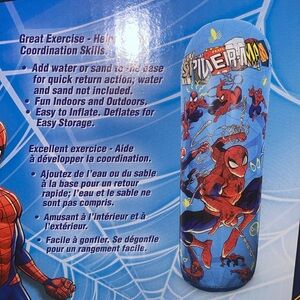 Great Exercise - Help
Coordination Skills.
• Add water or sand to the base
for quick return action; water
and sand not included.
• Fun Indoors and Outdoors.
• Easy to Inflate. Deflates for
Easy Storage.
SPIDER-MAN
Excellent exercice - Aide
à développer la coordination.
• Ajoutez de l'eau ou du sable
à la base pour un retour
rapide; l'eau et le sable ne
sont pas compris.
• Amusant à l'intérieur et à
l'extérieur.
• Facile à gonfler. Se dégonfle
pour un rangement facile.